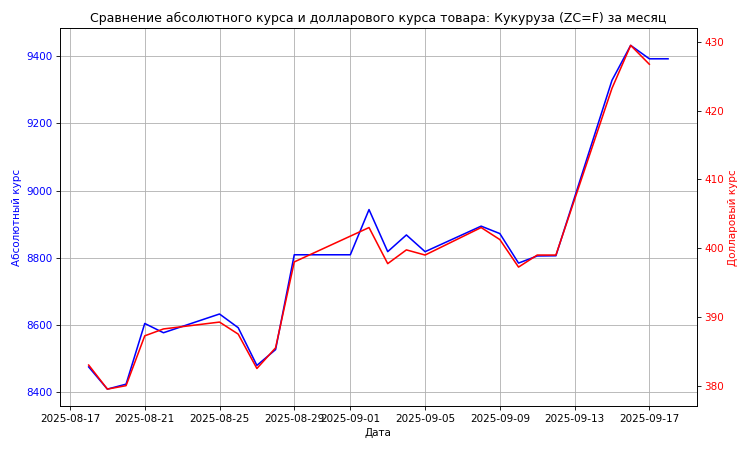 Сравнение абсолютного курса и долларового курса товара: Кукуруза (ZC=F) за месяц
9400
9200
9000
8800
8600
8400
Абсолютный курс
430
420
410
400
390
380
Долларовый курс
2025-08-17 2025-08-21 2025-08-25 2025-08-29 2025-09-01 2025-09-05 2025-09-09 2025-09-13 2025-09-17
Дата